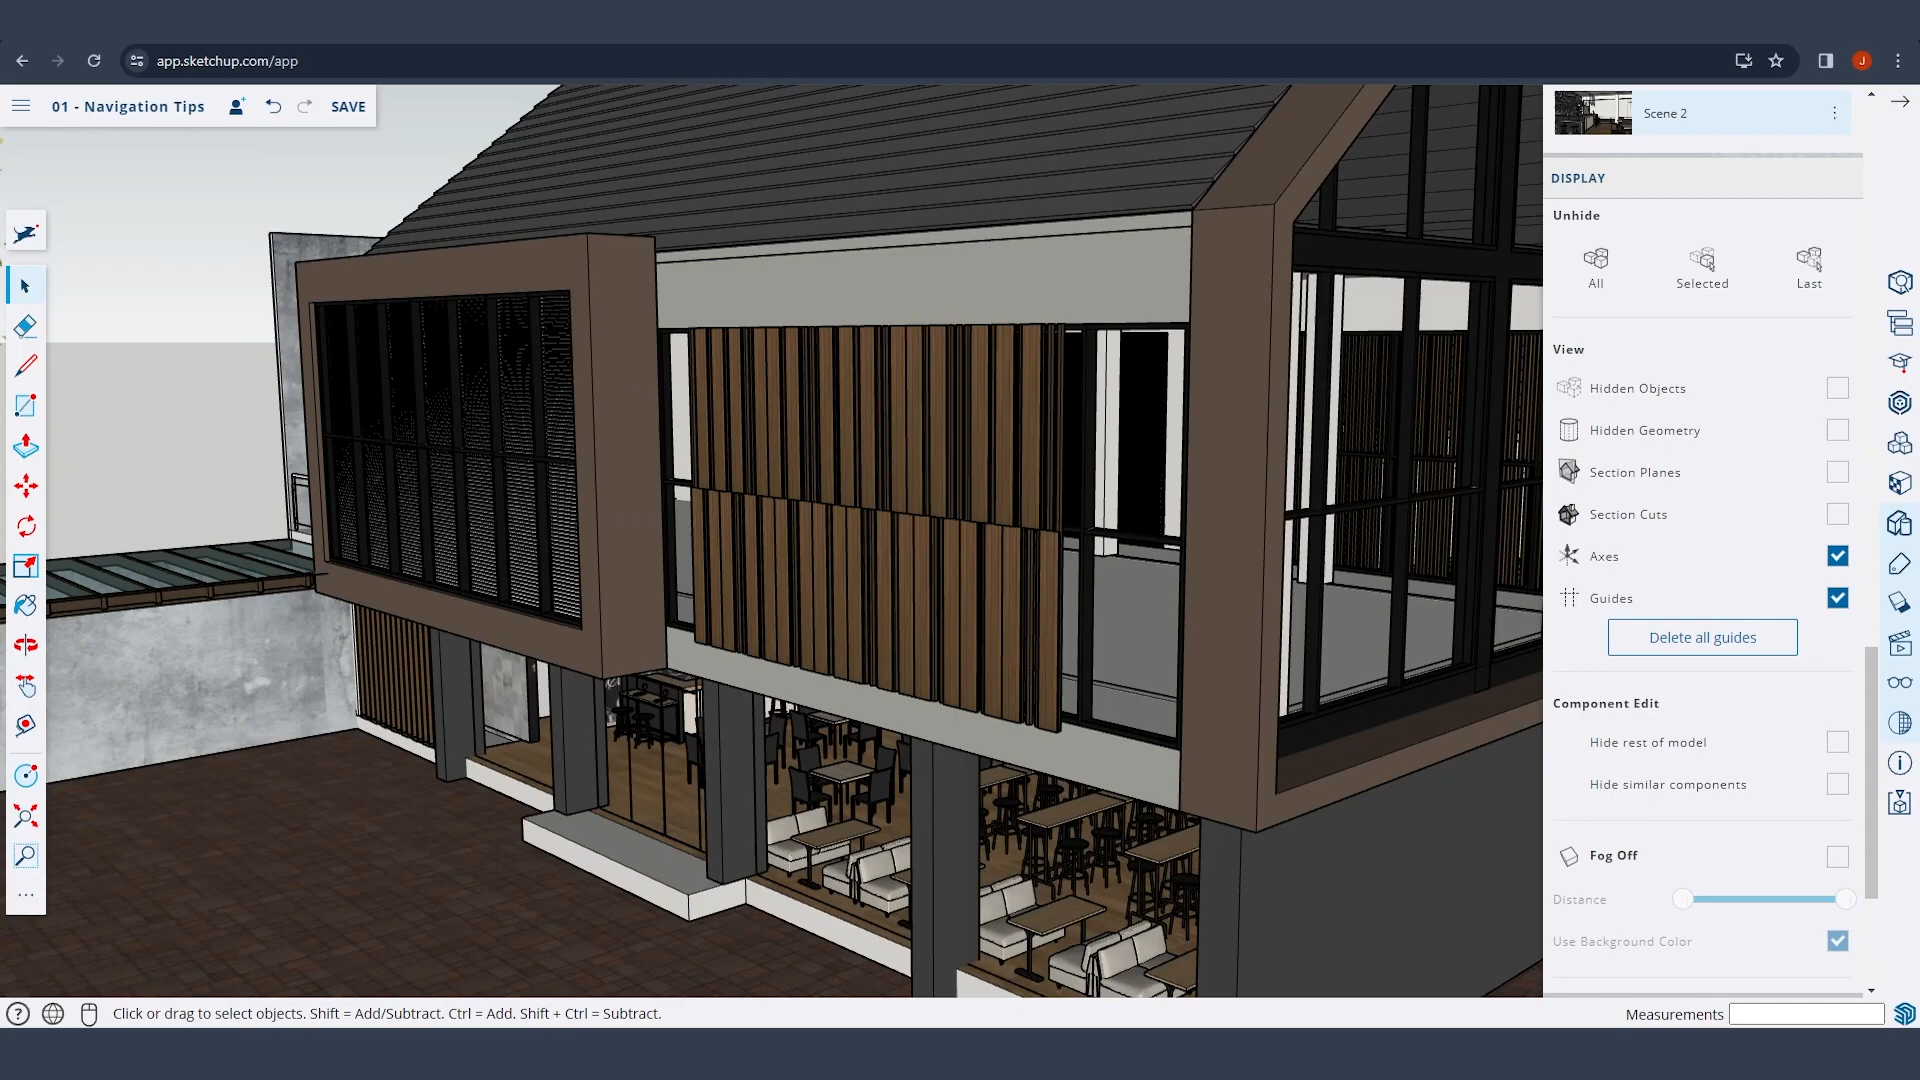 app.sketchup.com/app
J
01 - Navigation Tips
SAVE
Scene 2
DISPLAY
Unhide
All
Selected
Last
View
Hidden Objects
Hidden Geometry
Section Planes
Section Cuts
Axes
Guides
Delete all guides
Component Edit
Hide rest of model
Hide similar components
Fog Off
Distance
Use Background Color
Click or drag to select objects. Shift = Add/Subtract. Ctrl = Add. Shift + Ctrl = Subtract.
Measurements